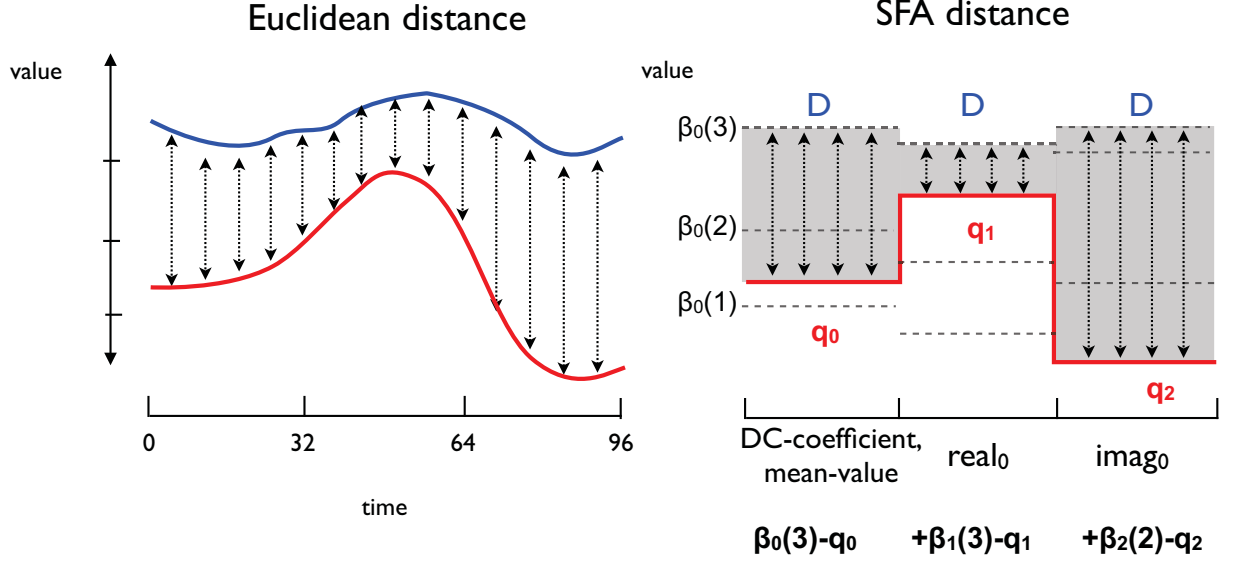 Euclidean distance
value
0
32
64
96
time
SFA distance
value
D
D
D
β₀(3)
β₀(2)
β₀(1)
q₀
q₁
q₂
DC-coefficient,
mean-value
real₀
imag₀
β₀(3)-q₀
+β₁(3)-q₁
+β₂(2)-q₂